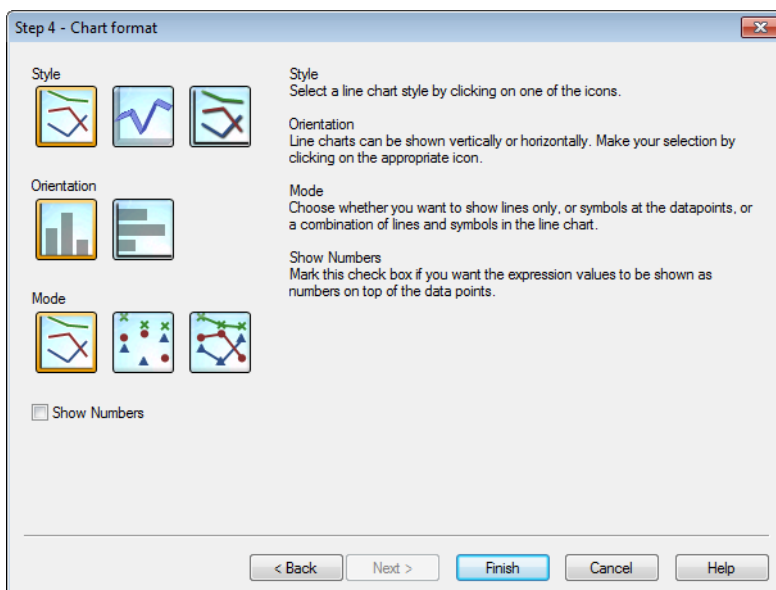 Step 4 - Chart format
Style
Orientation
Mode
Show Numbers
Style
Select a line chart style by clicking on one of the icons.
Orientation
Line charts can be shown vertically or horizontally. Make your selection by
clicking on the appropriate icon.
Mode
Choose whether you want to show lines only, or symbols at the datapoints, or
a combination of lines and symbols in the line chart.
Show Numbers
Mark this check box if you want the expression values to be shown as
numbers on top of the data points.
< Back
Next >
Finish
Cancel
Help